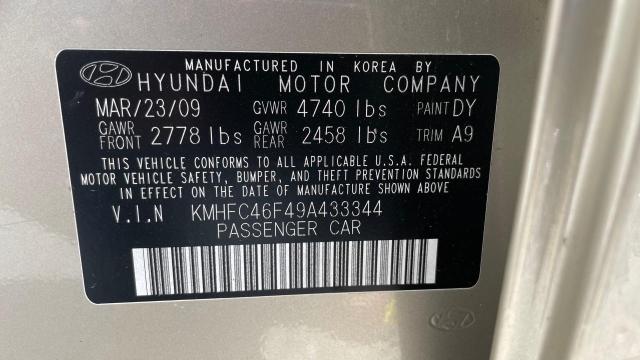 MANUFACTURED IN KOREA BY
HYUNDAI MOTOR COMPANY
MAR/23/09 GVWR 4740 lbs PAINT DY
GAWR FRONT 2778 lbs GAWR REAR 2458 lbs TRIM A9
THIS VEHICLE CONFORMS TO ALL APPLICABLE U.S.A. FEDERAL
MOTOR VEHICLE SAFETY, BUMPER, AND THEFT PREVENTION STANDARDS
IN EFFECT ON THE DATE OF MANUFACTURE SHOWN ABOVE
V.I.N KMHFC46F49A433344
PASSENGER CAR